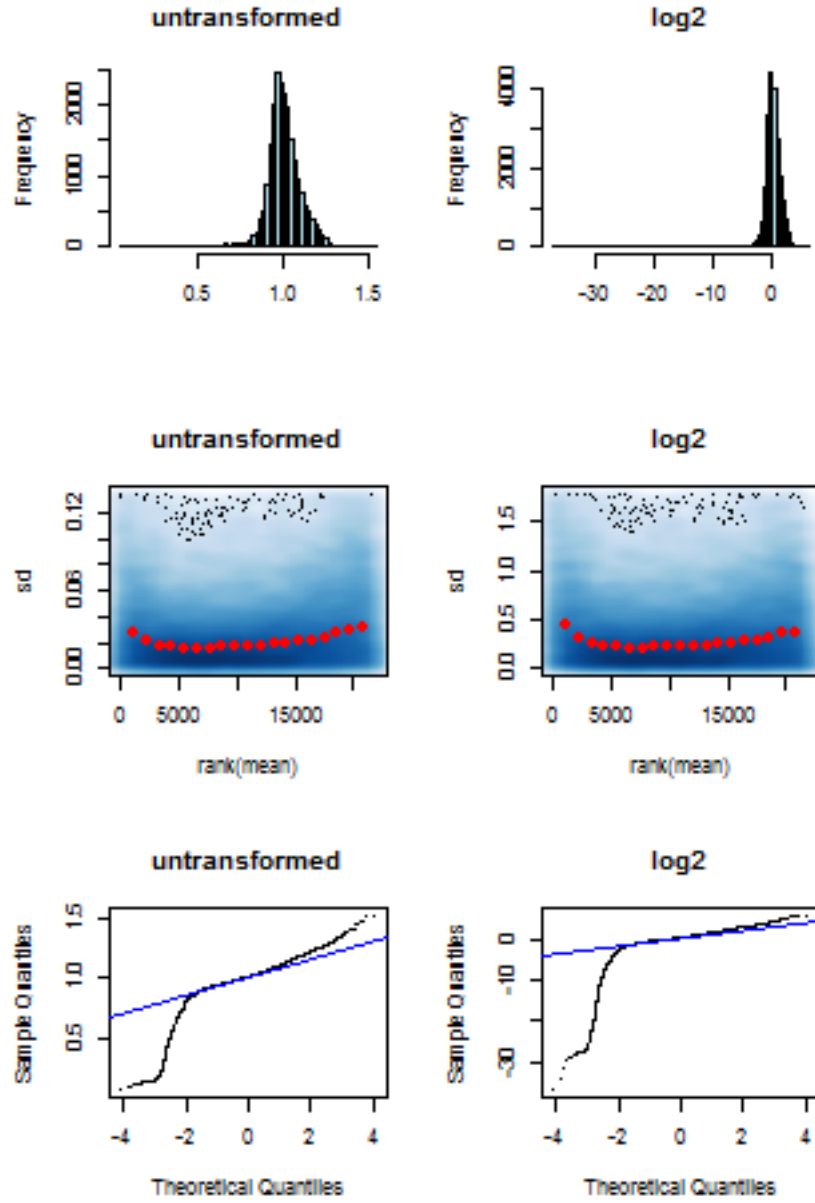 untransformed log2
Frequency
0 1000 2000
0.5 1.0 1.5
Frequency
0 2000 4000
-30 -20 -10 0
untransformed log2
sd
0.00 0.06 0.12
0 5000 15000
rank(mean)
sd
0.0 0.5 1.0 1.5
0 5000 15000
rank(mean)
untransformed log2
Sample Quantiles
0.5 1.0 1.5
-4 -2 0 2 4
Theoretical Quantiles
Sample Quantiles
-30 -10 0
-4 -2 0 2 4
Theoretical Quantiles